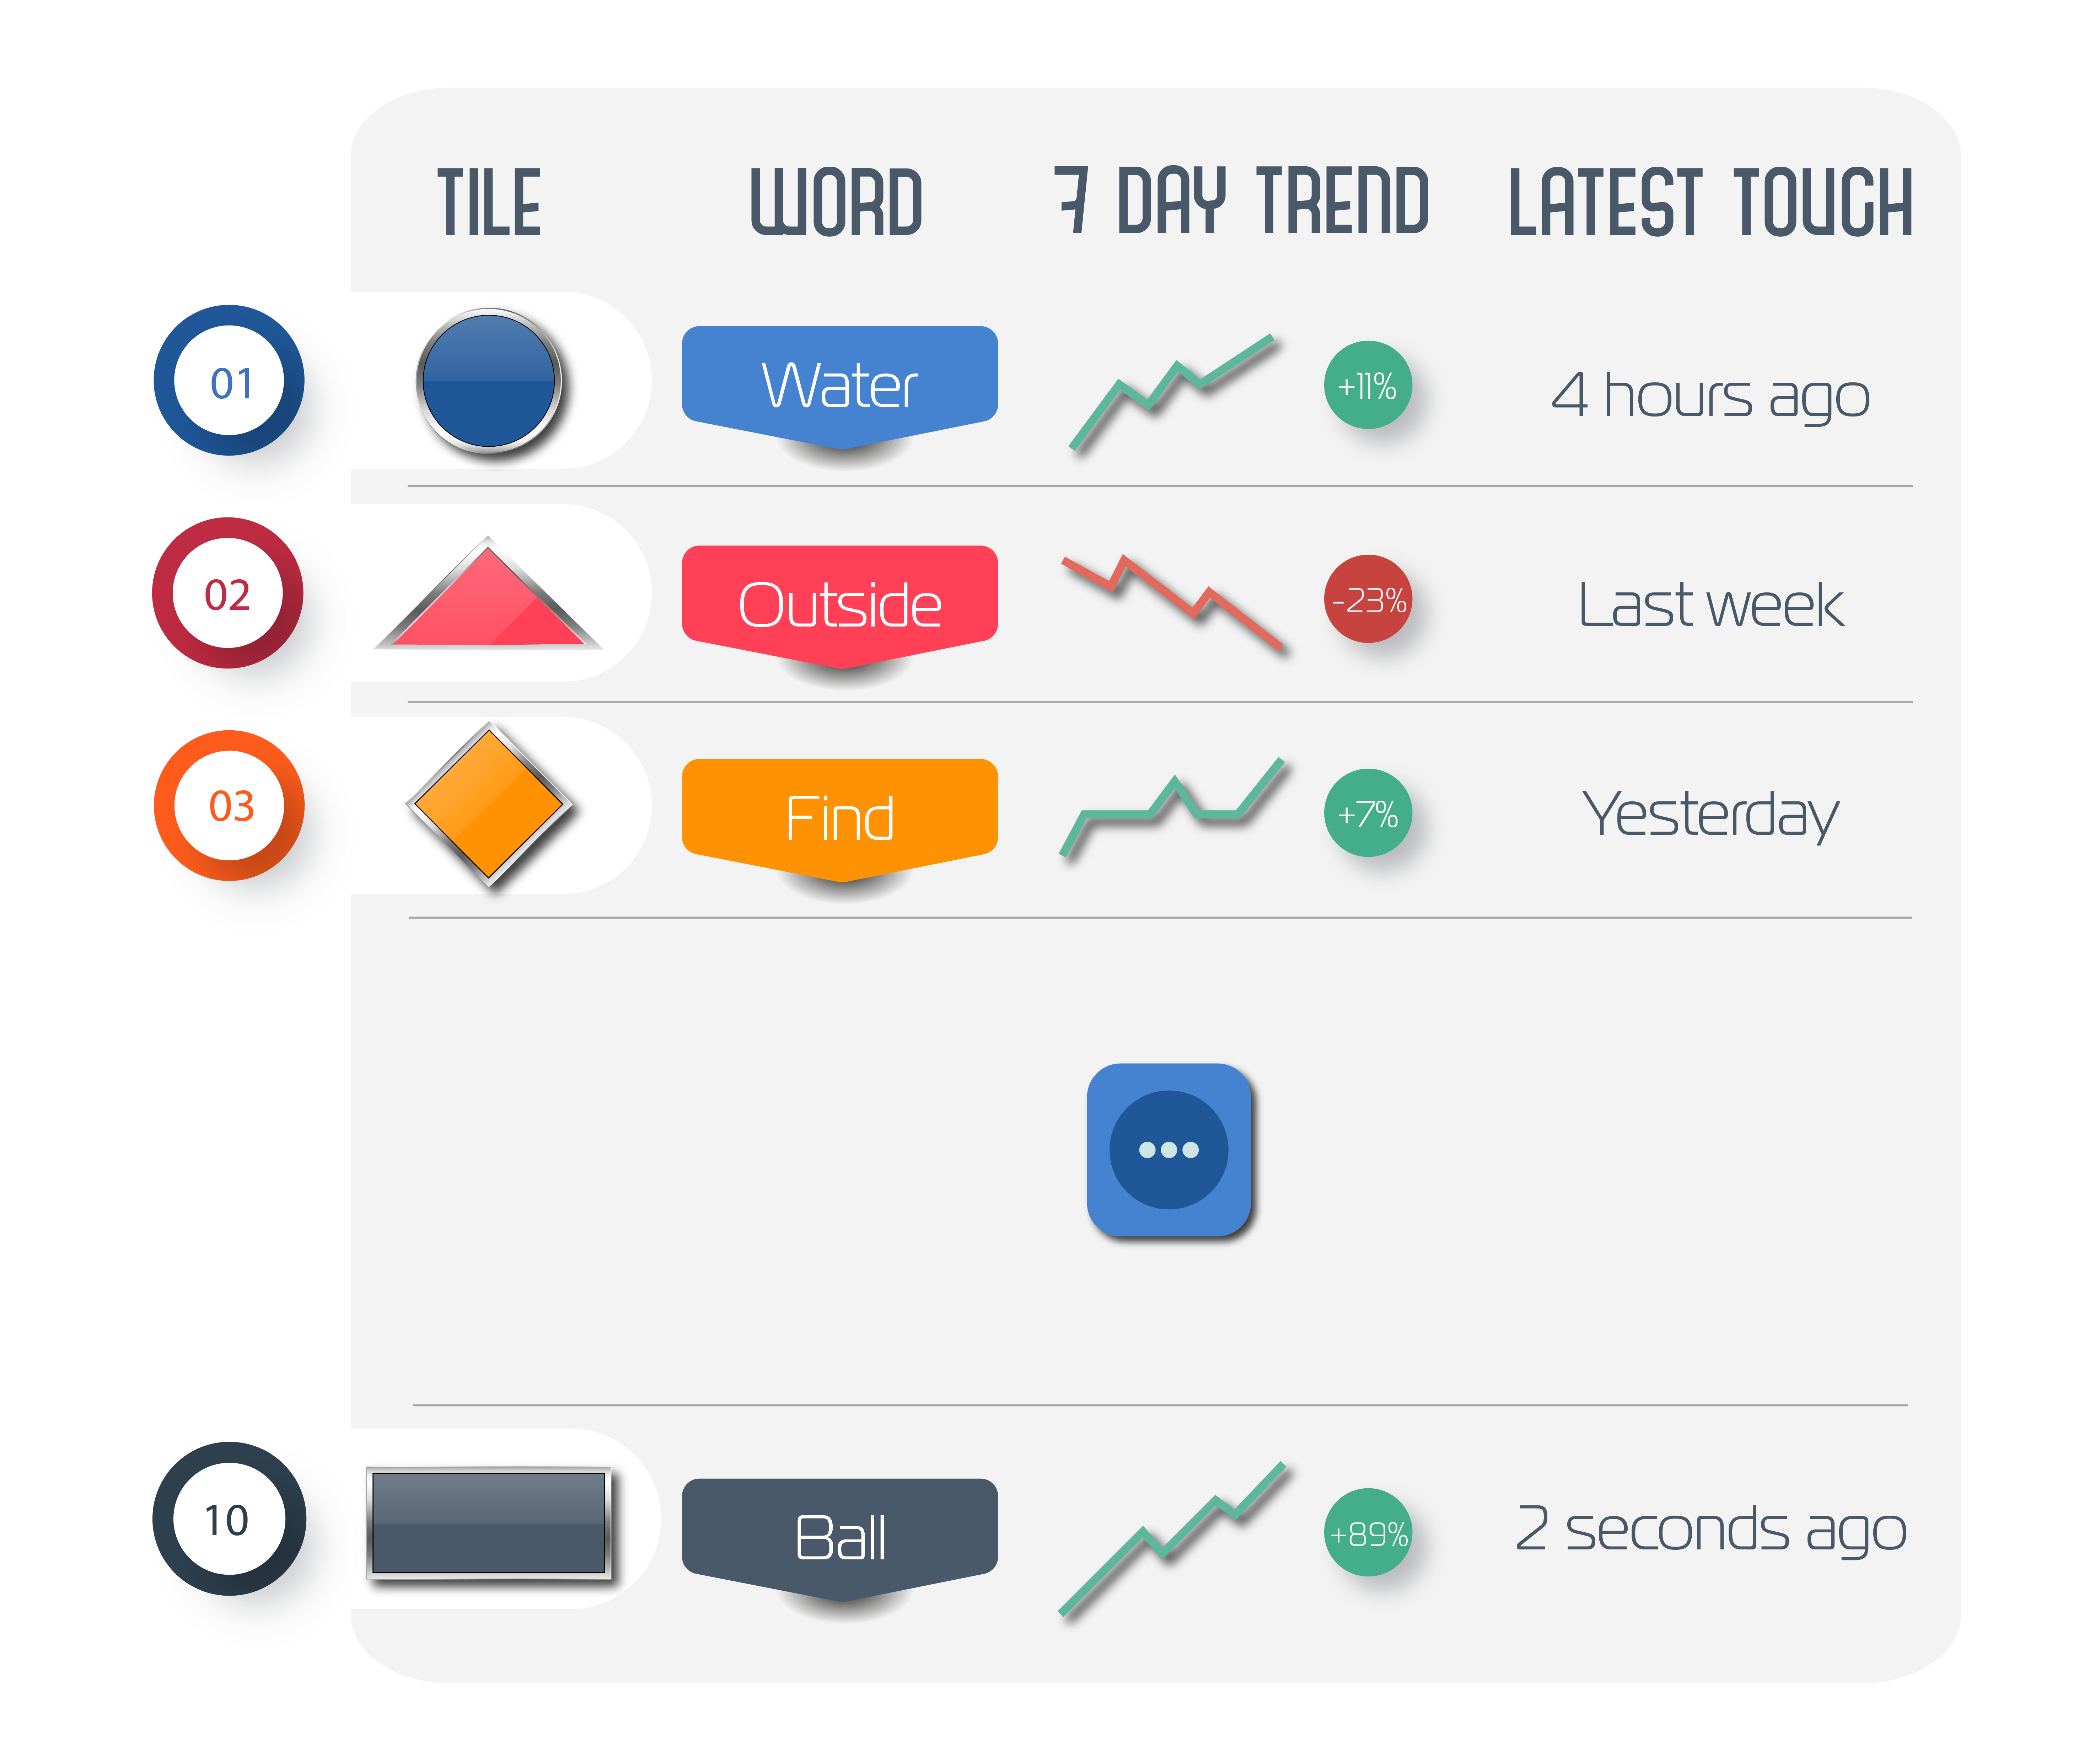 TILE WORD 7 DAY TREND LATEST TOUCH
01 Water +11% 4 hours ago
02 Outside -23% Last week
03 Find +7% Yesterday
10 Ball +89% 2 seconds ago